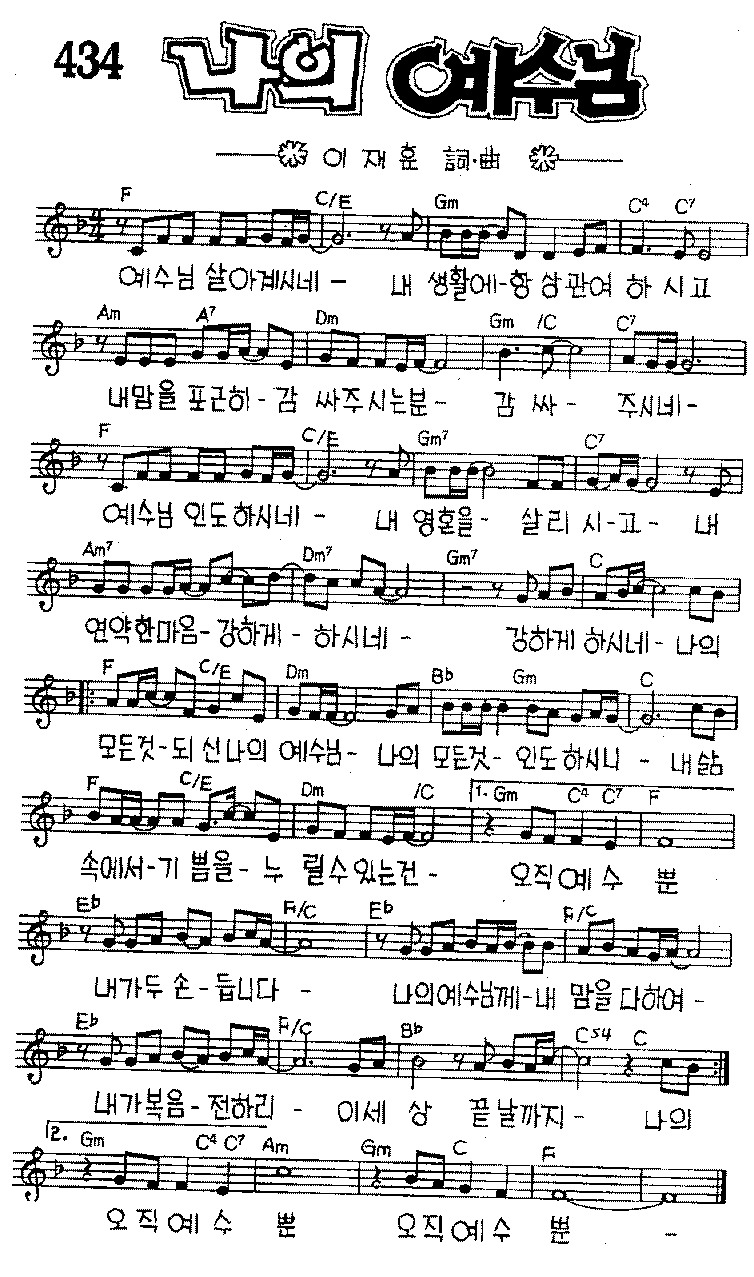 434 나의 예수님
이재훈 詞·曲
F C/E Gm C4 C7
예수님 살아계시네- 내 생활에-항상관여 하 시고
Am A7 Dm Gm /C C7
내맘을 포근히-감 싸주시는분- 감 싸- 주시네-
F C/E Gm7 C7
예수님 인도하시네- 내 영혼을- 살리 시-고- 내
Am7 Dm7 Gm7 C
연약한마음-강하게-하시네- 강하게 하시네-나의
F C/E Dm Bb Gm C
모든것-되신나의 예수님-나의 모든것-인도하시니-내삶
F C/E Dm /C 1. Gm C4 C7 F
속에서-기쁨을-누 릴수있는건- 오직예수 뿐
Eb F/C Eb F/C
내가두 손-듭니다- 나의예수님께-내 맘을다하여-
Eb F/C Bb Csus4 C
내가복음-전하리- 이세 상 끝날까지- 나의
2. Gm C4 C7 Am Gm C F
오직예수 뿐 오직예수 뿐 -